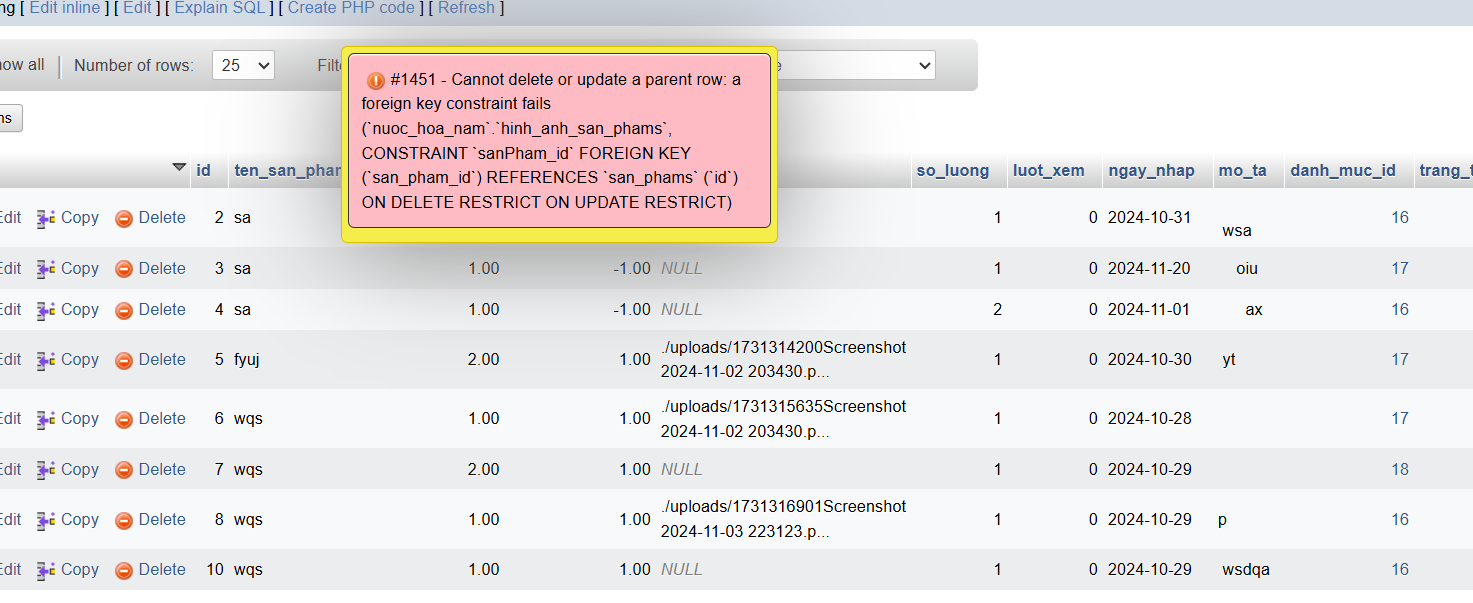 ng [ Edit inline ] [ Edit ] [ Explain SQL ] [ Create PHP code ] [ Refresh ]
ow all Number of rows: 25 Filt e
ns
#1451 - Cannot delete or update a parent row: a
foreign key constraint fails
(`nuoc_hoa_nam`.`hinh_anh_san_phams`,
CONSTRAINT `sanPham_id` FOREIGN KEY
(`san_pham_id`) REFERENCES `san_phams` (`id`)
ON DELETE RESTRICT ON UPDATE RESTRICT)
id ten_san_phar so_luong luot_xem ngay_nhap mo_ta danh_muc_id trang_t
Edit Copy Delete 2 sa 1 0 2024-10-31 wsa 16
Edit Copy Delete 3 sa 1.00 -1.00 NULL 1 0 2024-11-20 oiu 17
Edit Copy Delete 4 sa 1.00 -1.00 NULL 2 0 2024-11-01 ax 16
Edit Copy Delete 5 fyuj 2.00 1.00 ./uploads/1731314200Screenshot 1 0 2024-10-30 yt 17
2024-11-02 203430.p...
Edit Copy Delete 6 wqs 1.00 1.00 ./uploads/1731315635Screenshot 1 0 2024-10-28 17
2024-11-02 203430.p...
Edit Copy Delete 7 wqs 2.00 1.00 NULL 1 0 2024-10-29 18
Edit Copy Delete 8 wqs 1.00 1.00 ./uploads/1731316901Screenshot 1 0 2024-10-29 p 16
2024-11-03 223123.p...
Edit Copy Delete 10 wqs 1.00 1.00 NULL 1 0 2024-10-29 wsdqa 16